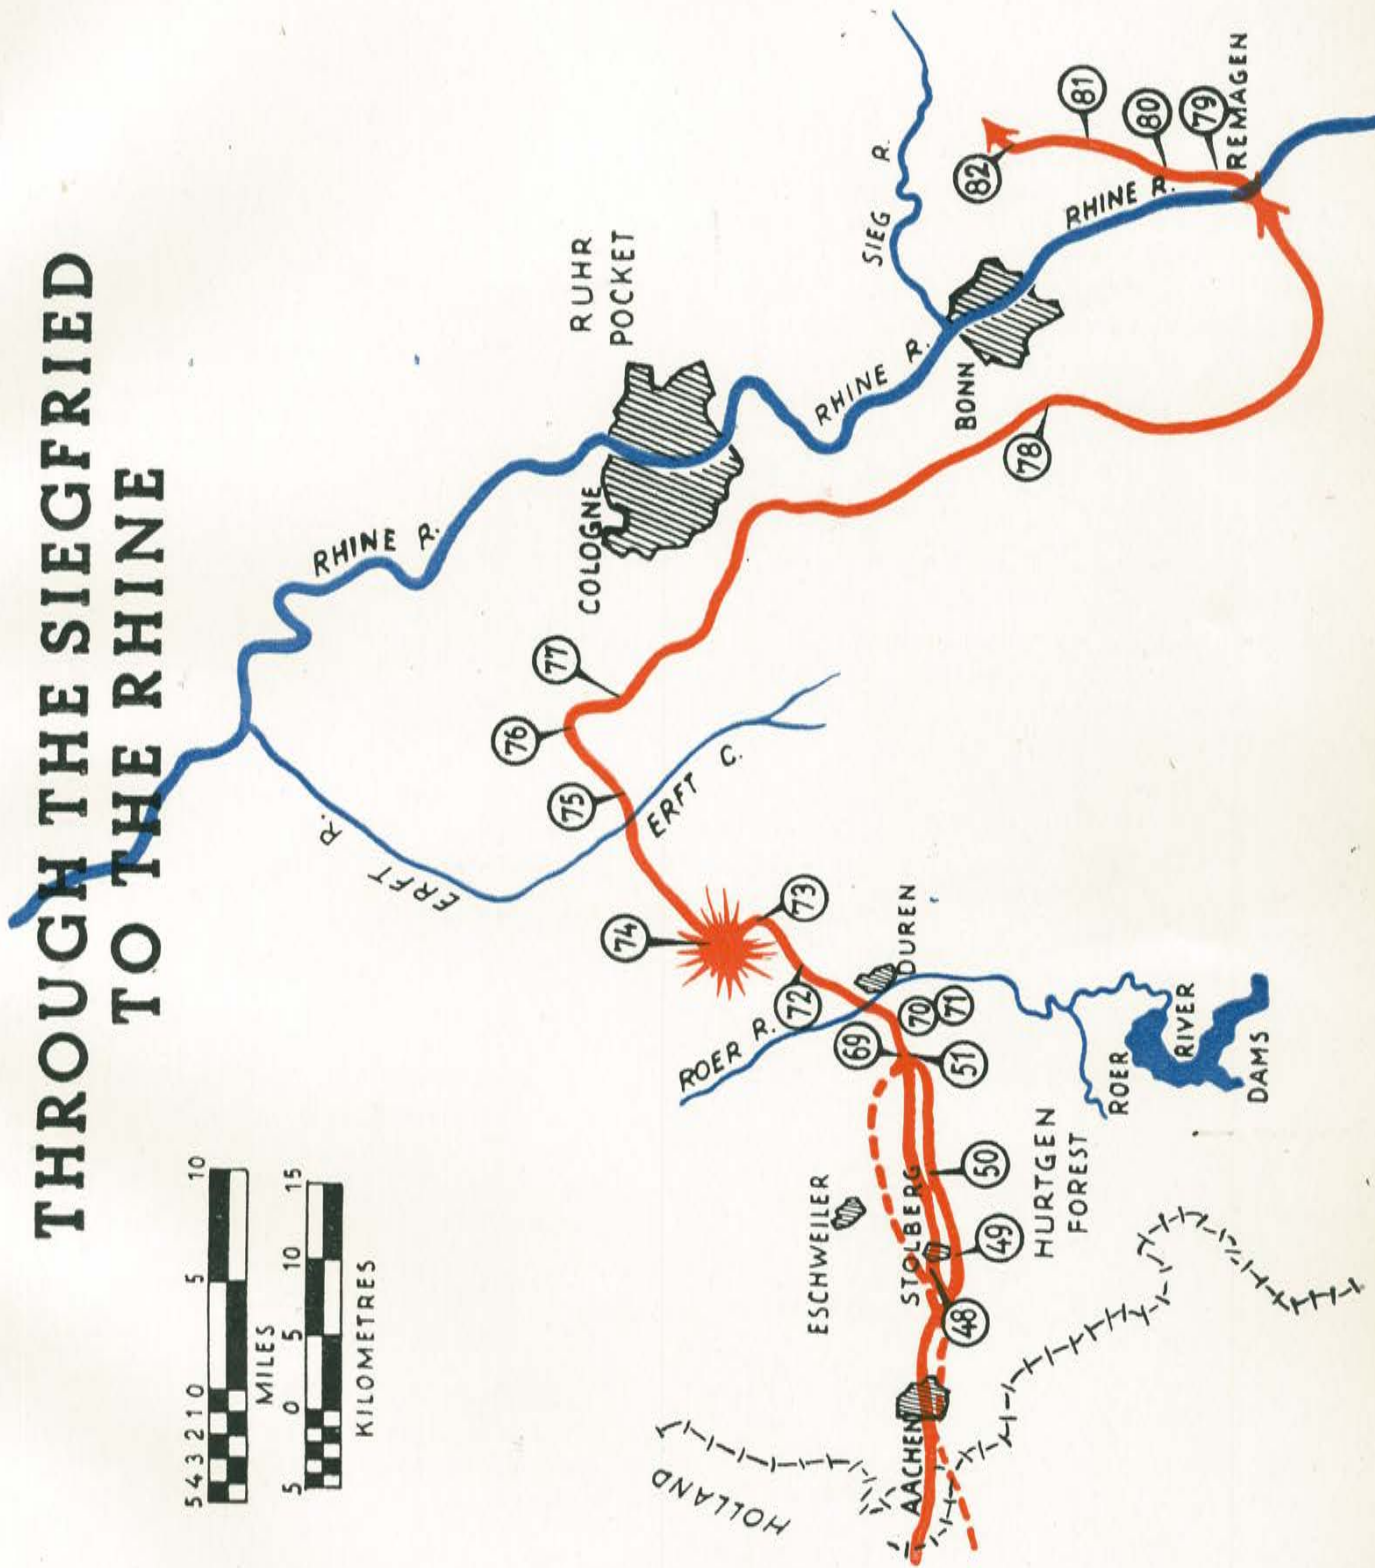 THROUGH THE SIEGFRIED
TO THE RHINE
5 4 3 2 1 0 5 10
MILES
5 0 5 10 15
KILOMETRES
HOLLAND
AACHEN
ESCHWEILER
STOLBERG
48
49
50
HURTGEN
FOREST
51
69
70
71
ROER
RIVER
DAMS
ROER R.
DUREN
72
73
74
ERFT R.
ERFT C.
75
76
77
RHINE R.
COLOGNE
RUHR
POCKET
RHINE R.
BONN
78
SIEG R.
RHINE R.
REMAGEN
79
80
81
82